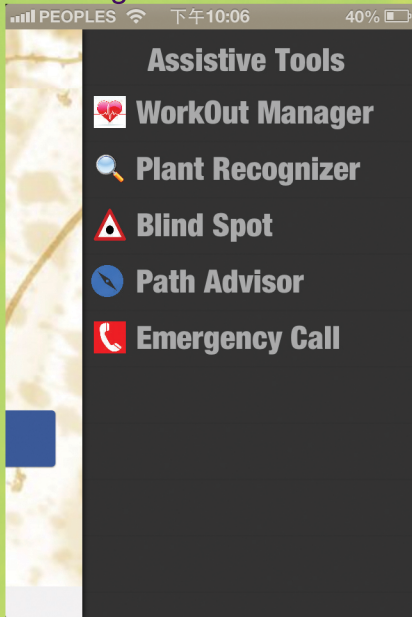 PEOPLES 下午10:06 40%
Assistive Tools
WorkOut Manager
Plant Recognizer
Blind Spot
Path Advisor
Emergency Call